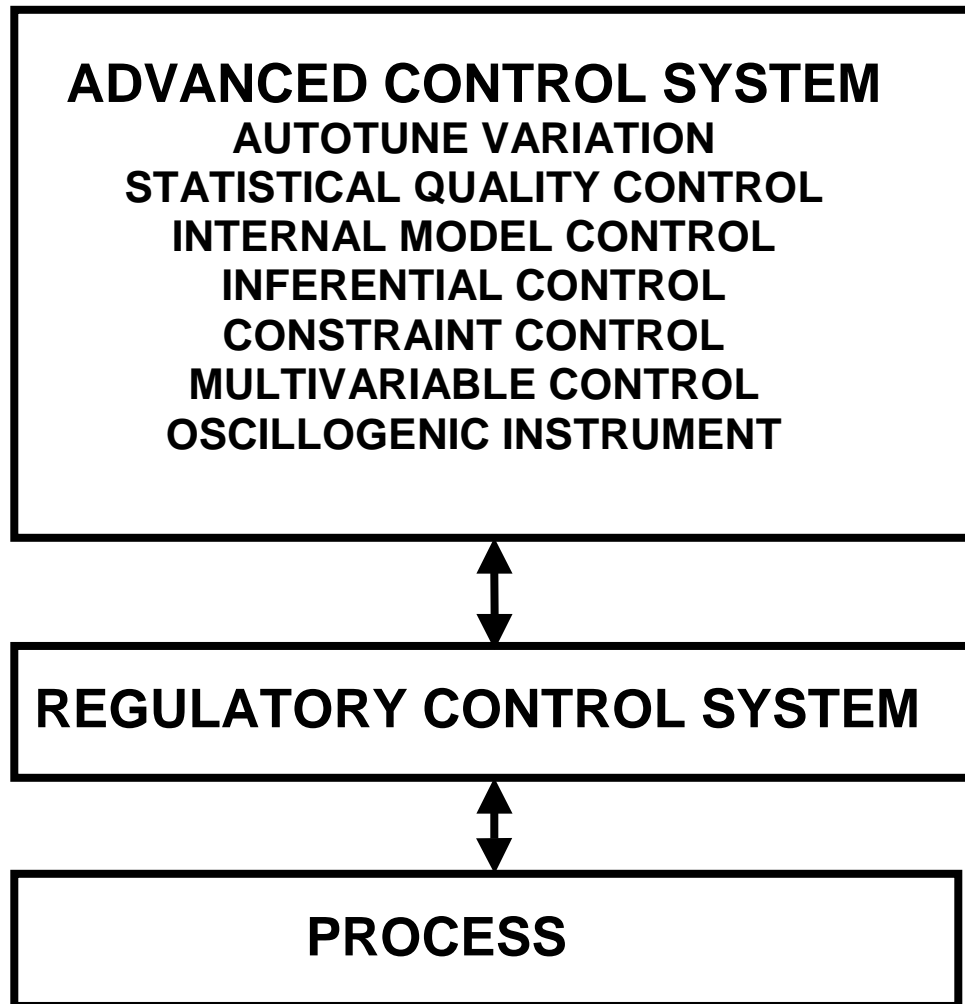 ADVANCED CONTROL SYSTEM
AUTOTUNE VARIATION
STATISTICAL QUALITY CONTROL
INTERNAL MODEL CONTROL
INFERENTIAL CONTROL
CONSTRAINT CONTROL
MULTIVARIABLE CONTROL
OSCILLOGENIC INSTRUMENT
REGULATORY CONTROL SYSTEM
PROCESS